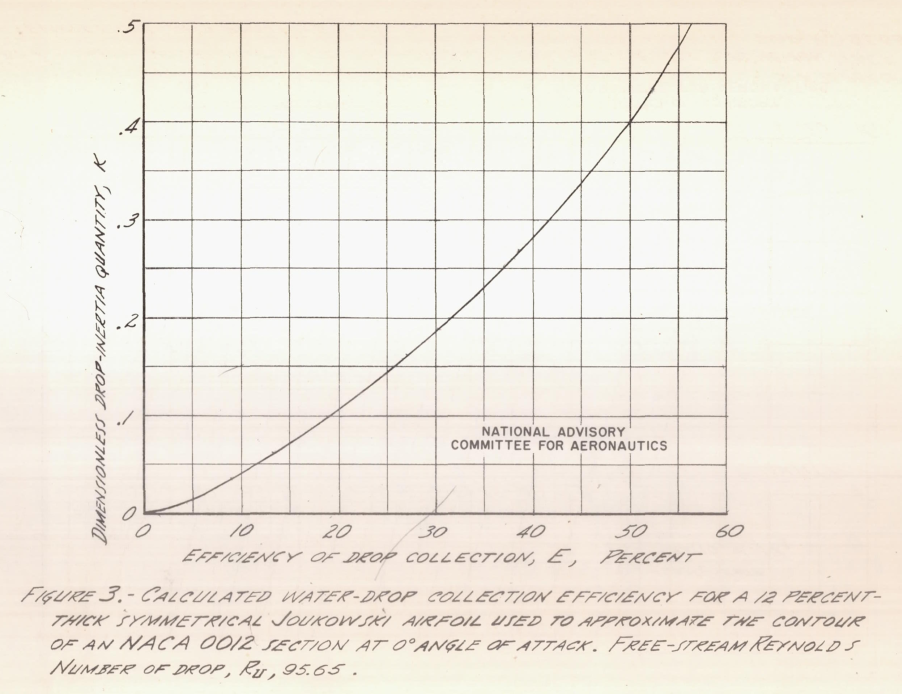 .5
.4
.3
.2
.1
0
DIMENSIONLESS DROP-INERTIA QUANTITY, K
NATIONAL ADVISORY
COMMITTEE FOR AERONAUTICS
0 10 20 30 40 50 60
EFFICIENCY OF DROP COLLECTION, E, PERCENT
FIGURE 3.- CALCULATED WATER-DROP COLLECTION EFFICIENCY FOR A 12 PERCENT-
THICK SYMMETRICAL JOUKOWSKI AIRFOIL USED TO APPROXIMATE THE CONTOUR
OF AN NACA 0012 SECTION AT 0° ANGLE OF ATTACK. FREE-STREAM REYNOLDS
NUMBER OF DROP, RU, 95.65.